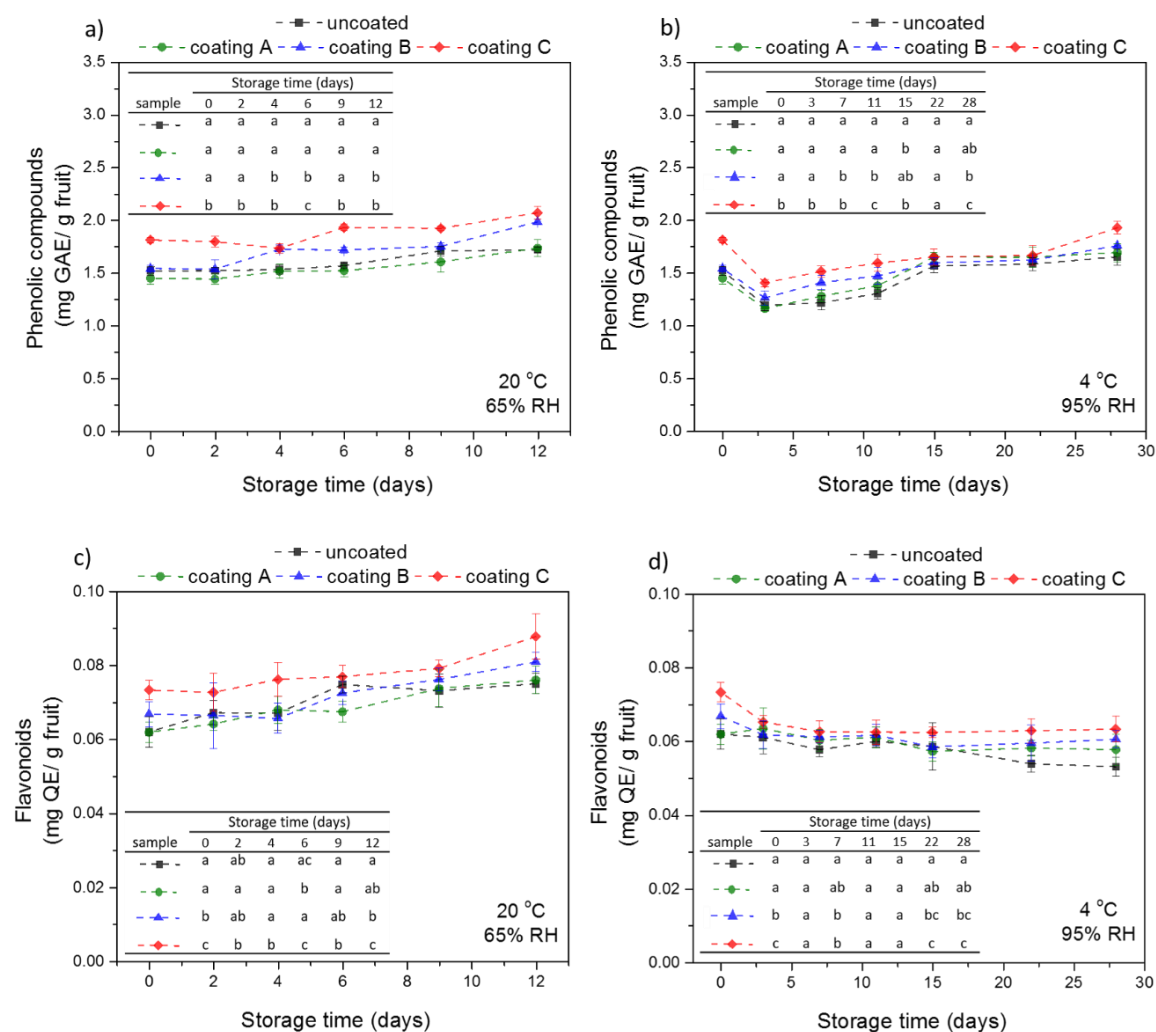 a)
uncoated
coating A coating B coating C
Phenolic compounds
(mg GAE/ g fruit)
3.5
3.0
2.5
2.0
1.5
1.0
0.5
0.0
Storage time (days)
sample 0 2 4 6 9 12
a a a a a a
a a a a a a
a a b b a b
b b b c b b
20 °C
65% RH
0 2 4 6 8 10 12
Storage time (days)
b)
uncoated
coating A coating B coating C
Phenolic compounds
(mg GAE/ g fruit)
3.5
3.0
2.5
2.0
1.5
1.0
0.5
0.0
Storage time (days)
sample 0 3 7 11 15 22 28
a a a a a a a
a a a a b a ab
a a b b ab a b
b b b c b a c
4 °C
95% RH
0 5 10 15 20 25 30
Storage time (days)
c)
uncoated
coating A coating B coating C
Flavonoids
(mg QE/ g fruit)
0.10
0.08
0.06
0.04
0.02
0.00
Storage time (days)
sample 0 2 4 6 9 12
a ab a ac a a
a a a b a ab
b ab a a ab b
c b b c b c
20 °C
65% RH
0 2 4 6 8 10 12
Storage time (days)
d)
uncoated
coating A coating B coating C
Flavonoids
(mg QE/ g fruit)
0.10
0.08
0.06
0.04
0.02
0.00
Storage time (days)
sample 0 3 7 11 15 22 28
a a a a a a a
a a ab a a ab ab
b a b a a bc bc
c a b a a c c
4 °C
95% RH
0 5 10 15 20 25 30
Storage time (days)